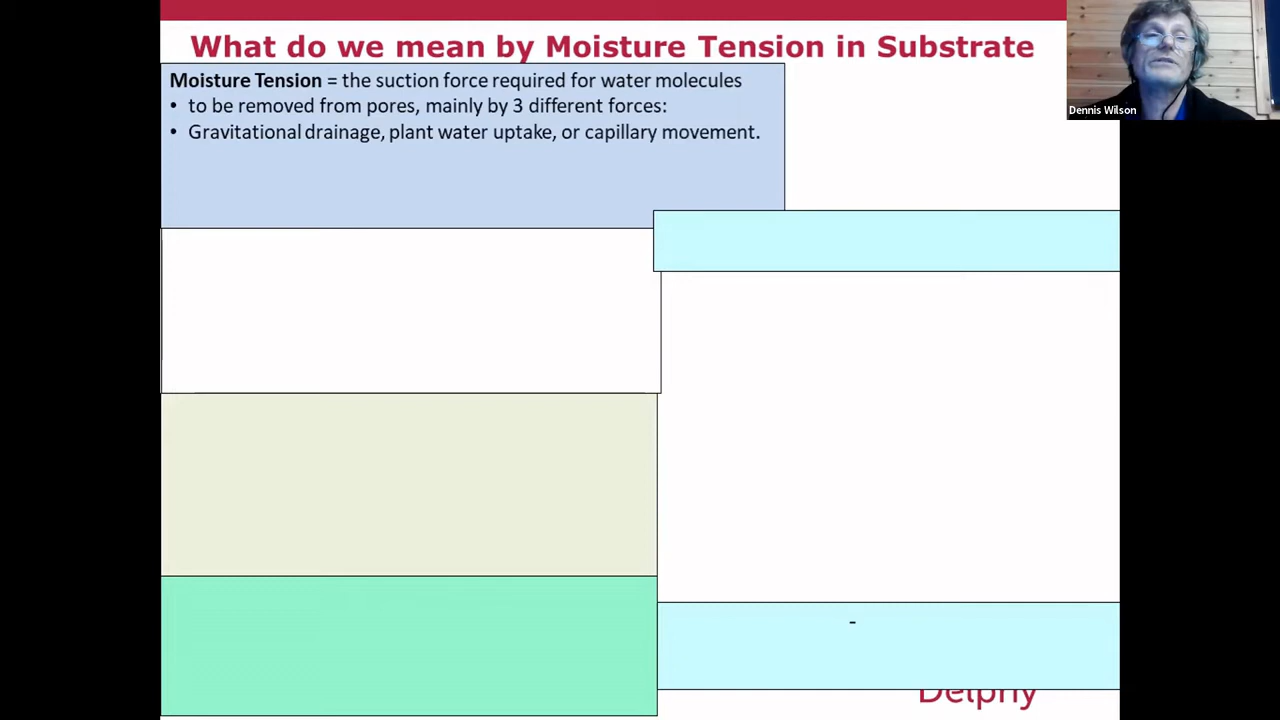 What do we mean by Moisture Tension in Substrate
Moisture Tension = the suction force required for water molecules
• to be removed from pores, mainly by 3 different forces:
• Gravitational drainage, plant water uptake, or capillary movement.
Dennis Wilson
-
Delphy